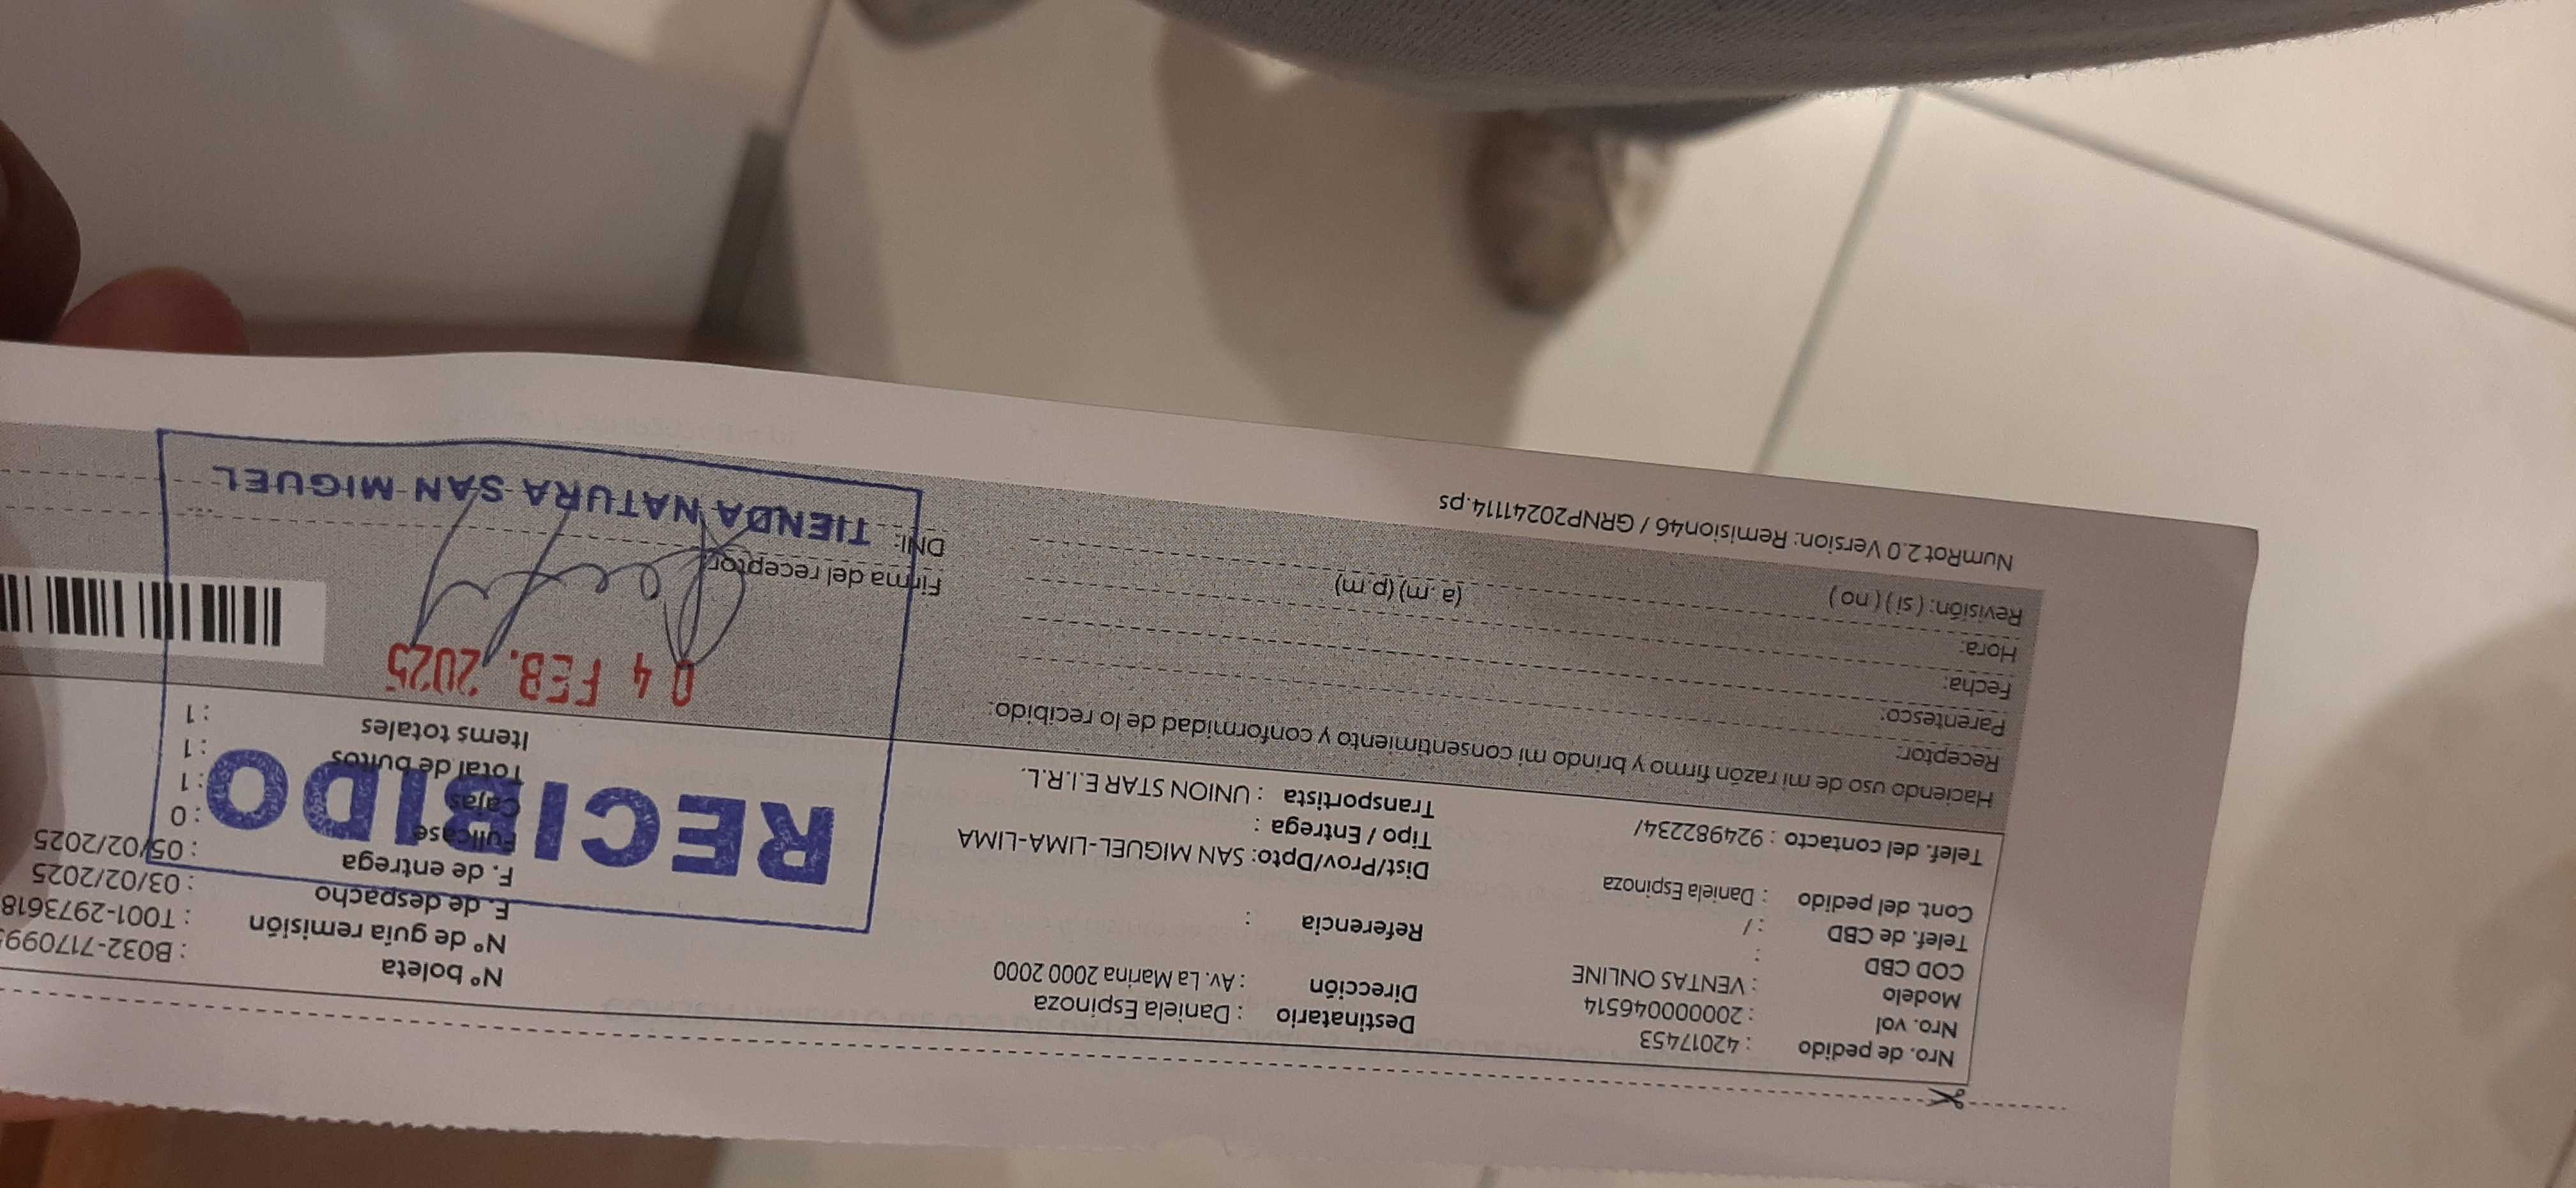 Nro. de pedido : 42017453
Nro. vol : 20000046514
Modelo : VENTAS ONLINE
COD CBD :
Telef. de CBD : /
Cont. del pedido : Daniela Espinoza
Telef. del contacto : 924982234/
Destinatario : Daniela Espinoza
Dirección : Av. La Marina 2000 2000
Referencia :
Dist/Prov/Dpto: SAN MIGUEL-LIMA-LIMA
Tipo / Entrega :
Transportista : UNION STAR E.I.R.L.
Nº boleta : B032-717099
Nº de guía remisión : T001-2973618
F. de despacho : 03/02/2025
F. de entrega : 05/02/2025
Fullcase : 0
Cajas : 1
Total de bultos : 1
Items totales : 1
RECIBIDO
04 FEB. 2025
TIENDA NATURA SAN MIGUEL
Haciendo uso de mi razón firmo y brindo mi consentimiento y conformidad de lo recibido.
Receptor:
Parentesco:
Fecha:
Hora: (a.m) (p.m)
Revisión: ( si ) ( no )
Firma del receptor:
DNI:
NumRot2.0 Version: Remision46 / GRNP20241114.ps